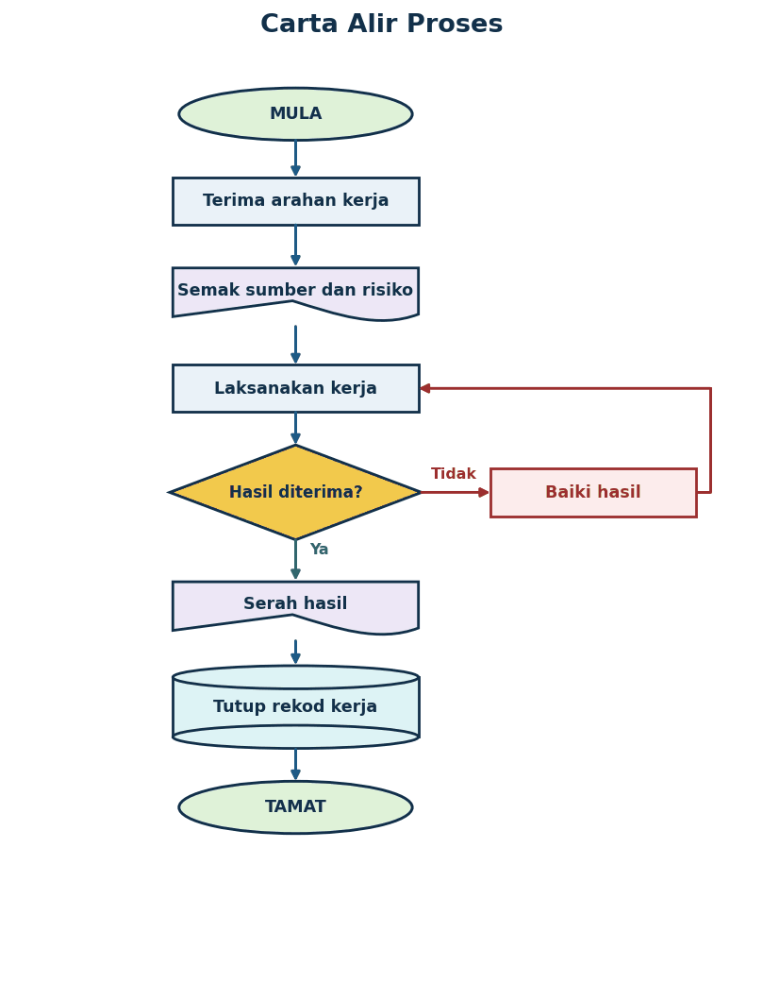 Carta Alir Proses
MULA
Terima arahan kerja
Semak sumber dan risiko
Laksanakan kerja
Hasil diterima?
Tidak
Baiki hasil
Ya
Serah hasil
Tutup rekod kerja
TAMAT